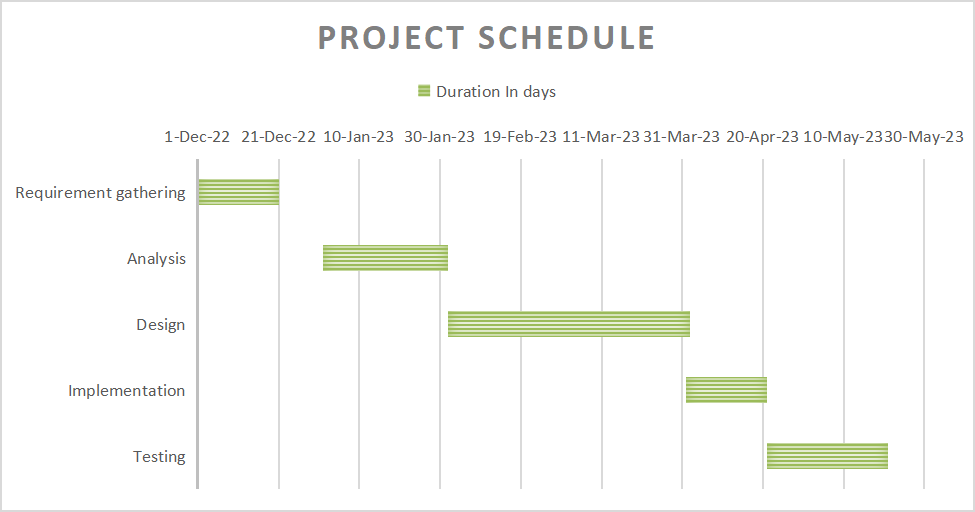 PROJECT SCHEDULE
Duration In days
1-Dec-22 21-Dec-22 10-Jan-23 30-Jan-23 19-Feb-23 11-Mar-23 31-Mar-23 20-Apr-23 10-May-23 30-May-23
Requirement gathering
Analysis
Design
Implementation
Testing